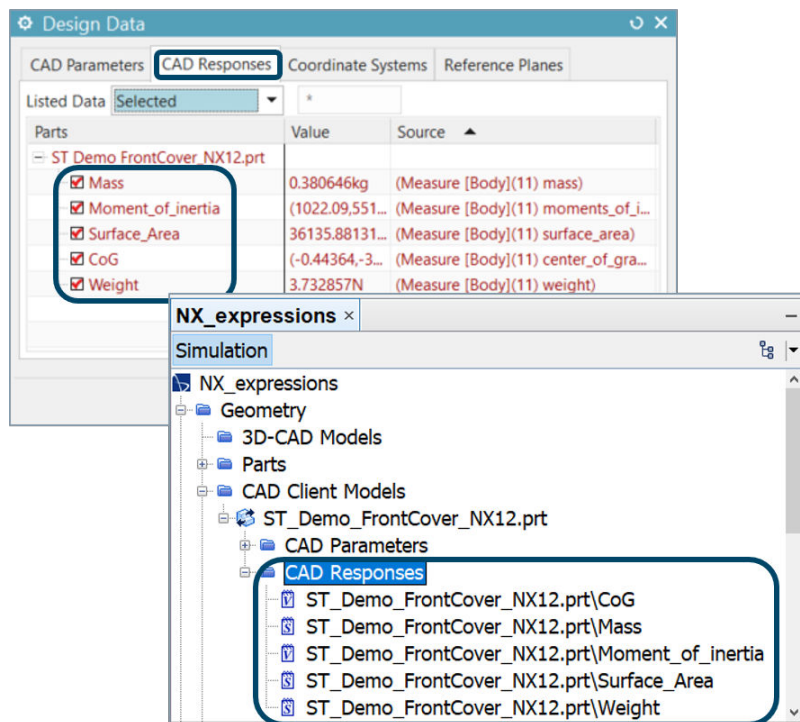 Design Data
CAD Parameters CAD Responses Coordinate Systems Reference Planes
Listed Data Selected *
Parts Value Source
ST Demo FrontCover_NX12.prt
Mass 0.380646kg (Measure [Body](11) mass)
Moment_of_inertia (1022.09,551... (Measure [Body](11) moments_of_i...
Surface_Area 36135.88131... (Measure [Body](11) surface_area)
CoG (-0.44364,-3... (Measure [Body](11) center_of_gra...
Weight 3.732857N (Measure [Body](11) weight)
NX_expressions ×
Simulation
NX_expressions
Geometry
3D-CAD Models
Parts
CAD Client Models
ST_Demo_FrontCover_NX12.prt
CAD Parameters
CAD Responses
V ST_Demo_FrontCover_NX12.prt\CoG
S ST_Demo_FrontCover_NX12.prt\Mass
V ST_Demo_FrontCover_NX12.prt\Moment_of_inertia
S ST_Demo_FrontCover_NX12.prt\Surface_Area
S ST_Demo_FrontCover_NX12.prt\Weight